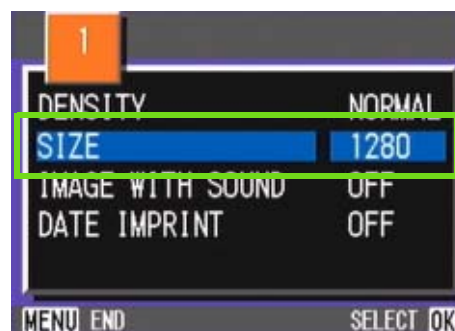 1
DENSITY NORMAL
SIZE 1280
IMAGE WITH SOUND OFF
DATE IMPRINT OFF
MENU END SELECT OK